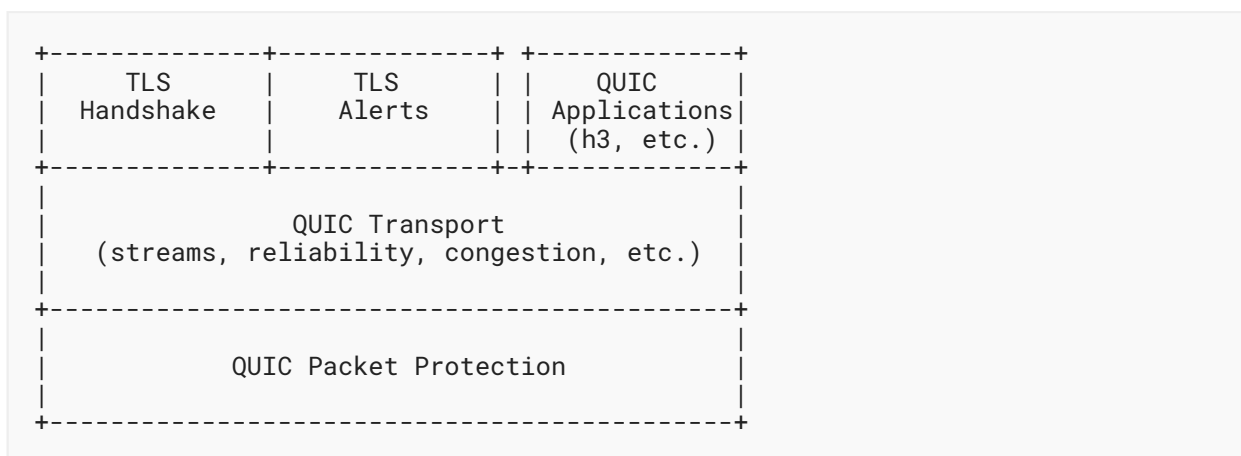 +--------------+--------------+ +-------------+
|     TLS      |     TLS      | |    QUIC     |
|  Handshake   |    Alerts    | | Applications|
|              |              | |  (h3, etc.) |
+--------------+--------------+-+-------------+
|                                             |
|                QUIC Transport               |
|   (streams, reliability, congestion, etc.)  |
|                                             |
+---------------------------------------------+
|                                             |
|            QUIC Packet Protection           |
|                                             |
+---------------------------------------------+